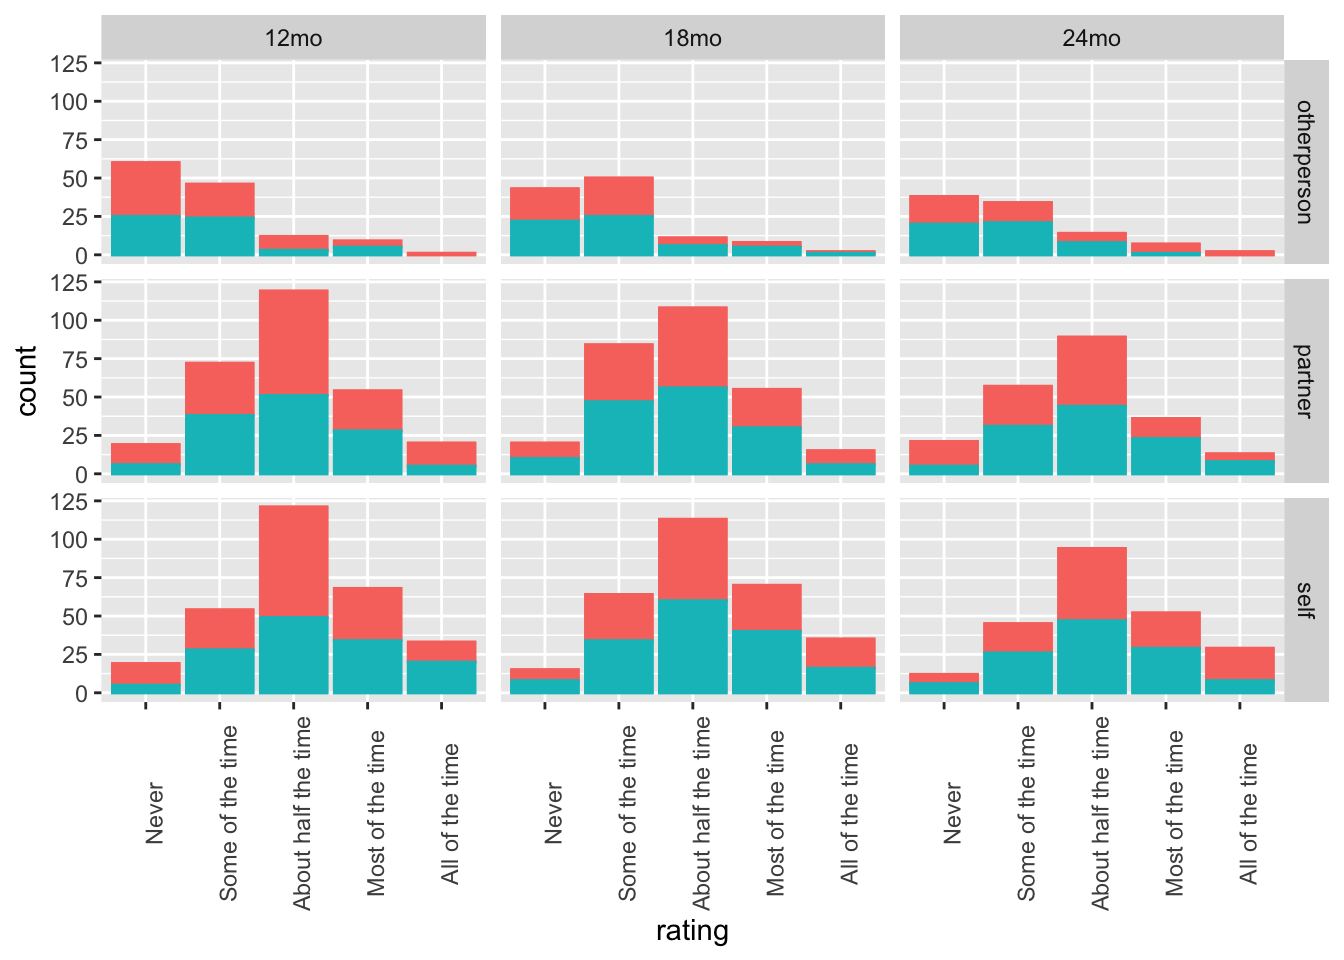 12mo 18mo 24mo
125
100
75
50
25
0
otherperson
125
100
75
50
25
0
partner
125
100
75
50
25
0
self
count
Never
Some of the time
About half the time
Most of the time
All of the time
Never
Some of the time
About half the time
Most of the time
All of the time
Never
Some of the time
About half the time
Most of the time
All of the time
rating